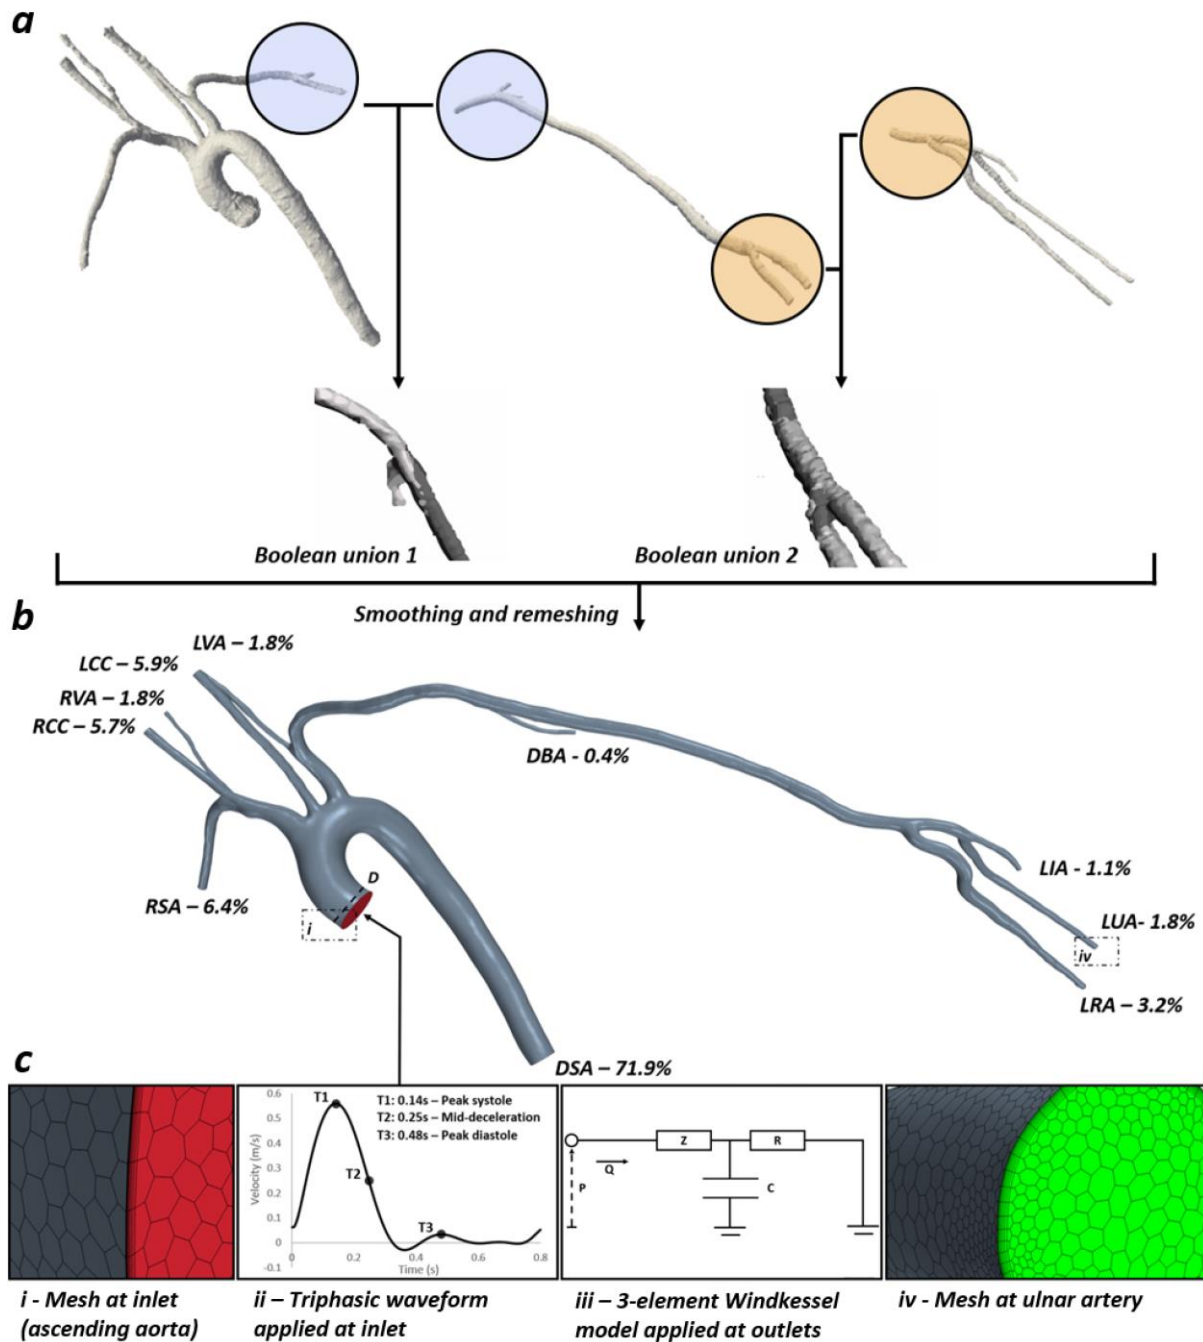 a
Boolean union 1
Boolean union 2
Smoothing and remeshing
b
LVA – 1.8%
LCC – 5.9%
RVA – 1.8%
RCC – 5.7%
DBA - 0.4%
D
LIA - 1.1%
RSA – 6.4%
i
LUA- 1.8%
iv
LRA – 3.2%
DSA – 71.9%
c
0.6
0.5
0.4
0.3
0.2
0.1
0
-0.1
Velocity (m/s)
T1
T1: 0.14s – Peak systole
T2: 0.25s – Mid-deceleration
T3: 0.48s – Peak diastole
T2
T3
0
0.2
0.4
0.6
0.8
Time (s)
Z
R
Q
P
C
i - Mesh at inlet
(ascending aorta)
ii – Triphasic waveform
applied at inlet
iii – 3-element Windkessel
model applied at outlets
iv - Mesh at ulnar artery